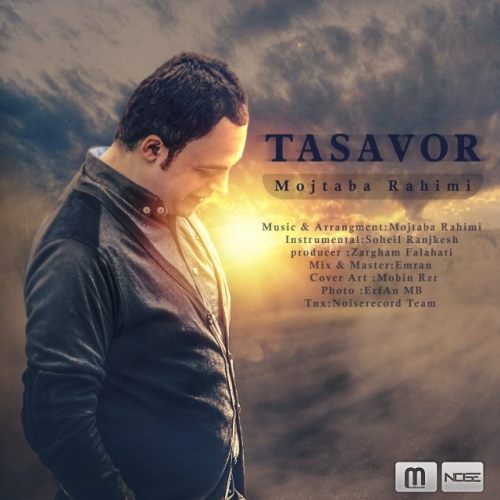 TASAVOR
Mojtaba Rahimi
Music & Arrangment:Mojtaba Rahimi
Instrumental:Soheil Ranjkesh
producer :Zargham Falahati
Mix & Master:Emran
Cover Art :Mobin Rzr
Photo :ErfAn MB
Tnx:Noiserecord Team
m NOISE